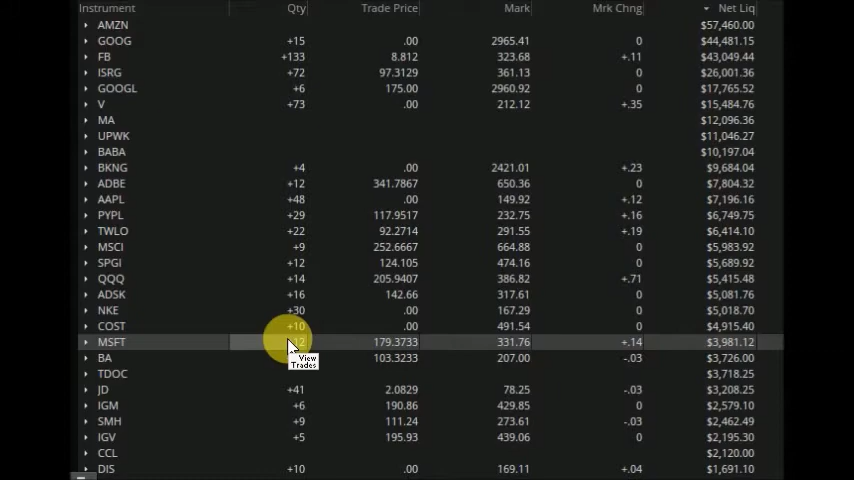 Instrument Qty Trade Price Mark Mrk Chng Net Liq
AMZN $57,460.00
GOOG +15 .00 2965.41 0 $44,481.15
FB +133 8.812 323.68 +.11 $43,049.44
ISRG +72 97.3129 361.13 0 $26,001.36
GOOGL +6 175.00 2960.92 0 $17,765.52
V +73 .00 212.12 +.35 $15,484.76
MA $12,096.36
UPWK $11,046.27
BABA $10,197.04
BKNG +4 .00 2421.01 +.23 $9,684.04
ADBE +12 341.7867 650.36 0 $7,804.32
AAPL +48 .00 149.92 +.12 $7,196.16
PYPL +29 117.9517 232.75 +.16 $6,749.75
TWLO +22 92.2714 291.55 +.19 $6,414.10
MSCI +9 252.6667 664.88 0 $5,983.92
SPGI +12 124.105 474.16 0 $5,689.92
QQQ +14 205.9407 386.82 +.71 $5,415.48
ADSK +16 142.66 317.61 0 $5,081.76
NKE +30 .00 167.29 0 $5,018.70
COST +10 .00 491.54 0 $4,915.40
MSFT +12 179.3733 331.76 +.14 $3,981.12
BA 103.3233 207.00 -.03 $3,726.00
View
Trades
TDOC $3,718.25
JD +41 2.0829 78.25 -.03 $3,208.25
IGM +6 190.86 429.85 0 $2,579.10
SMH +9 111.24 273.61 -.03 $2,462.49
IGV +5 195.93 439.06 0 $2,195.30
CCL $2,120.00
DIS +10 .00 169.11 +.04 $1,691.10